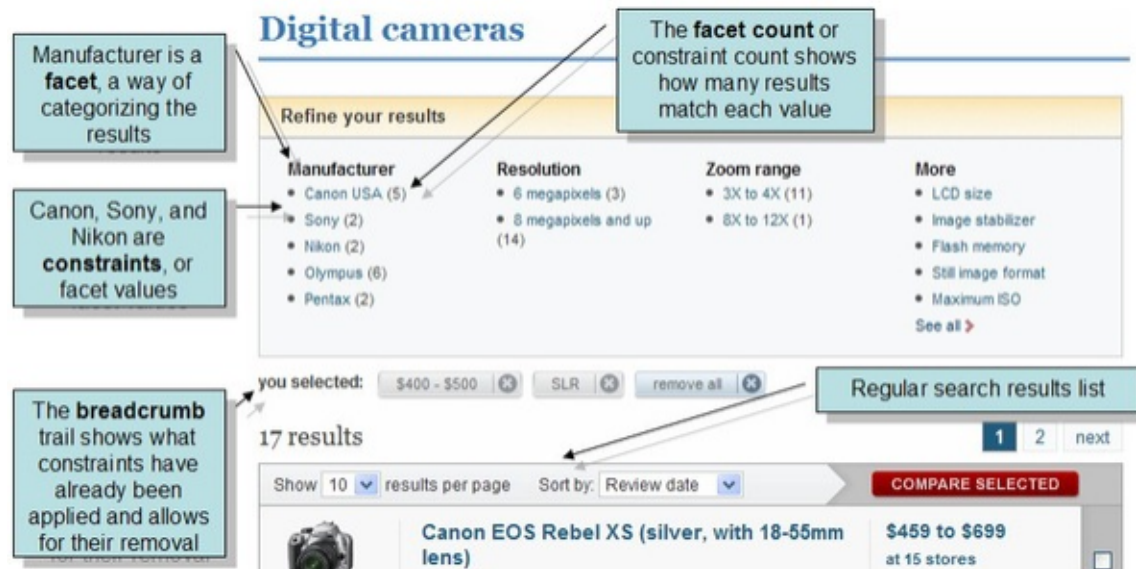 Digital cameras
Manufacturer is a
facet, a way of
categorizing the
results
The facet count or
constraint count shows
how many results
match each value
Refine your results
Manufacturer
Canon USA (5)
Sony (2)
Nikon (2)
Olympus (6)
Pentax (2)
Resolution
6 megapixels (3)
8 megapixels and up
(14)
Zoom range
3X to 4X (11)
8X to 12X (1)
More
LCD size
Image stabilizer
Flash memory
Still image format
Maximum ISO
See all
Canon, Sony, and
Nikon are
constraints, or
facet values
you selected: $400 - $500 SLR remove all
The breadcrumb
trail shows what
constraints have
already been
applied and allows
for their removal
Regular search results list
17 results
1 2 next
Show 10 results per page Sort by: Review date COMPARE SELECTED
Canon EOS Rebel XS (silver, with 18-55mm
lens)
$459 to $699
at 15 stores